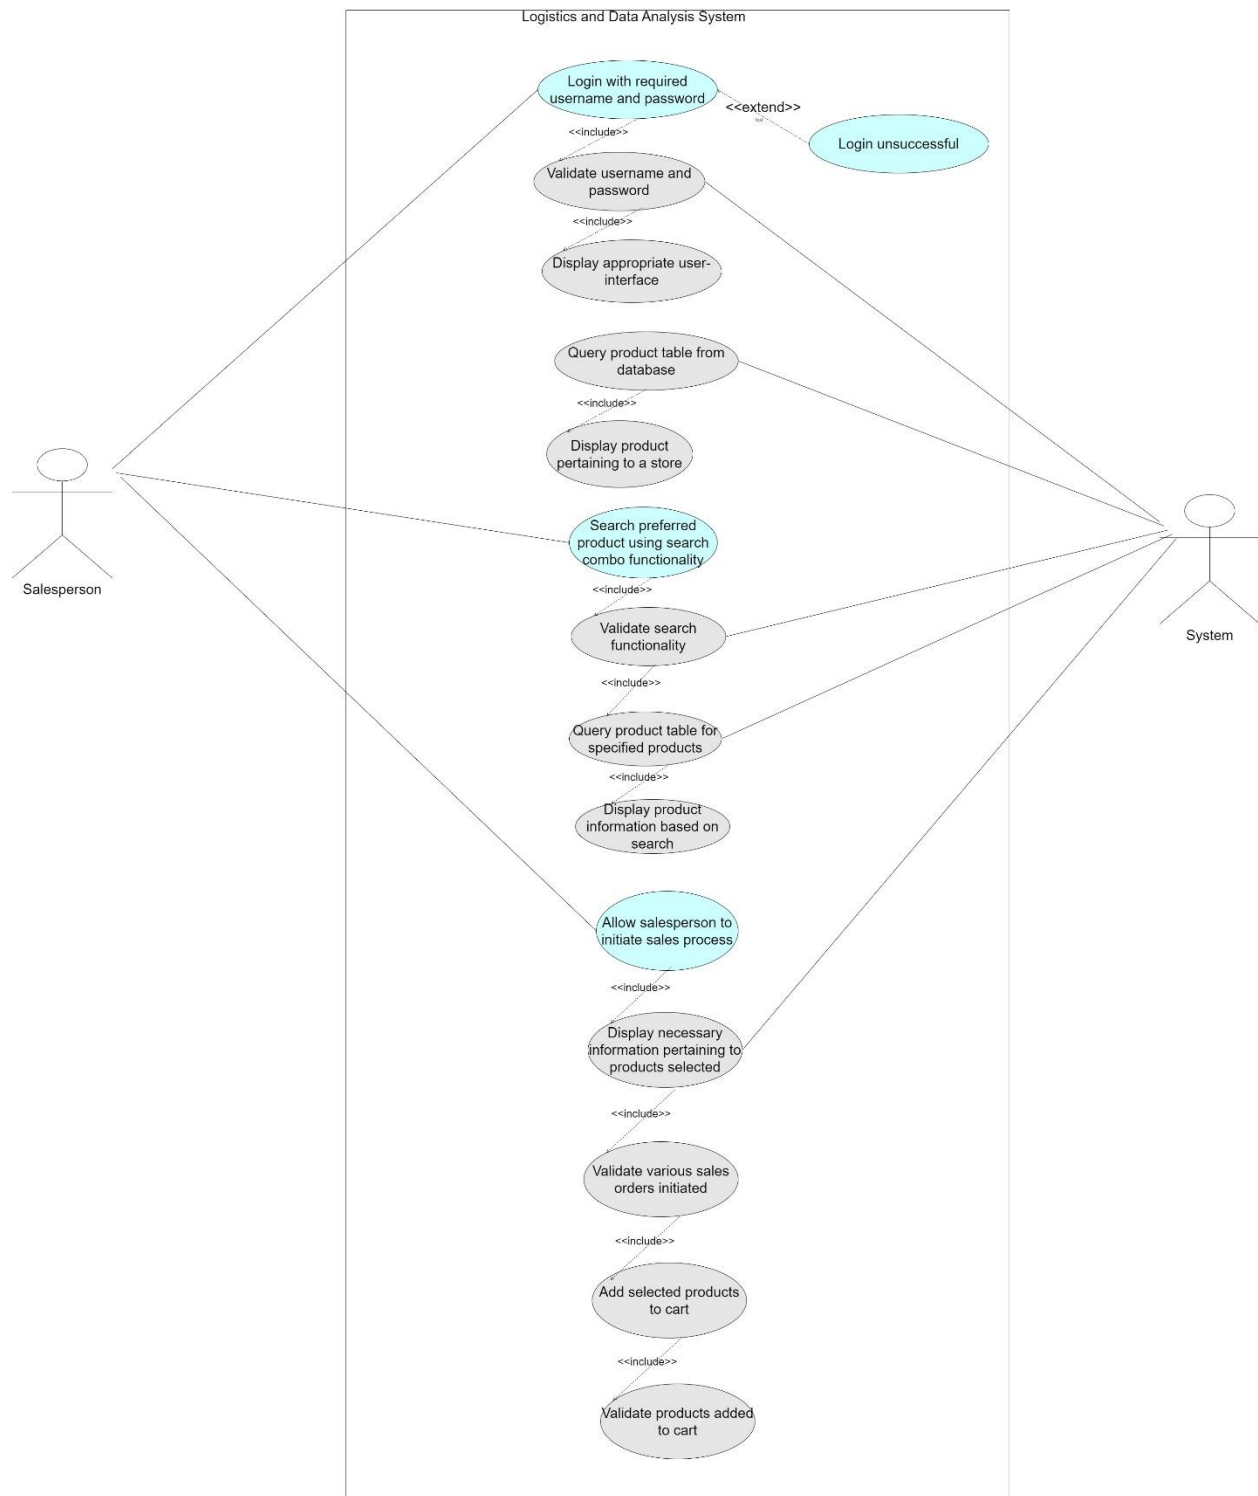 Logistics and Data Analysis System
Login with required
username and password
<<extend>>
<<include>>
Login unsuccessful
Validate username and
password
<<include>>
Display appropriate user-
interface
Query product table from
database
<<include>>
Display product
pertaining to a store
Search preferred
product using search
combo functionality
<<include>>
Salesperson
Validate search
functionality
System
<<include>>
Query product table for
specified products
<<include>>
Display product
information based on
search
Allow salesperson to
initiate sales process
<<include>>
Display necessary
information pertaining to
products selected
<<include>>
Validate various sales
orders initiated
<<include>>
Add selected products
to cart
<<include>>
Validate products added
to cart